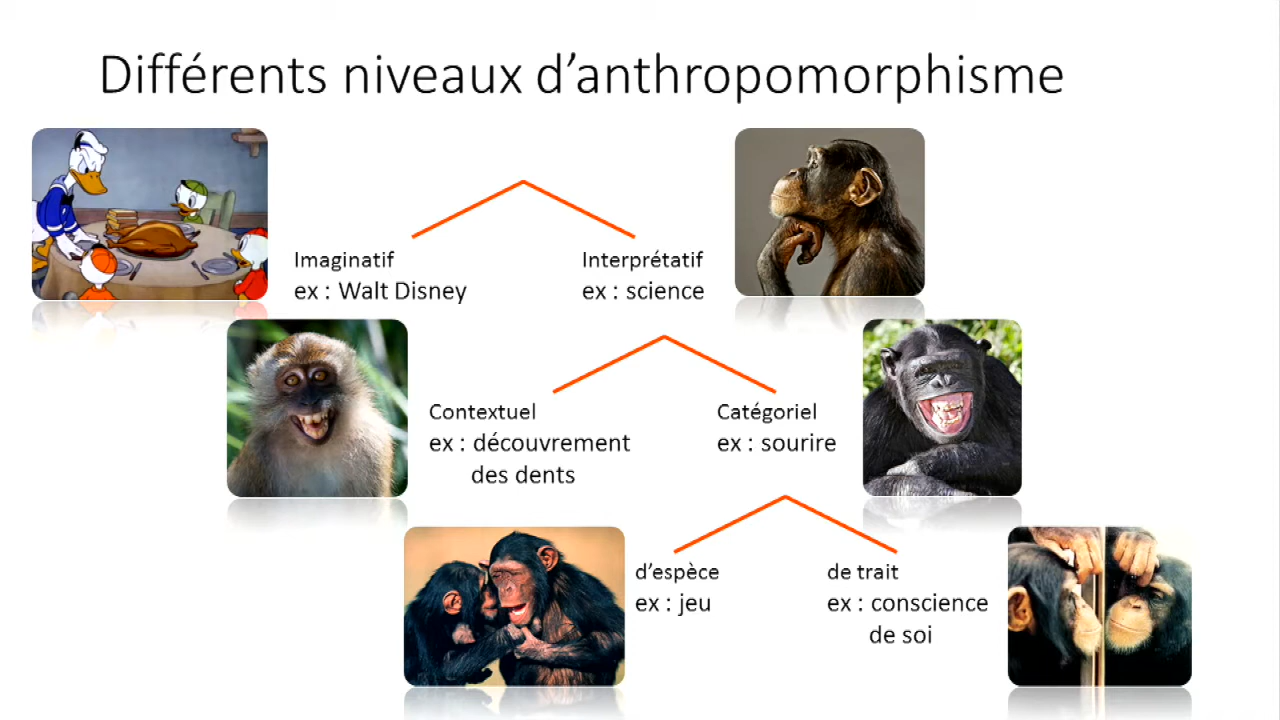 Différents niveaux d’anthropomorphisme
Imaginatif
ex : Walt Disney
Interprétatif
ex : science
Contextuel
ex : découvrement
des dents
Catégoriel
ex : sourire
d’espèce
ex : jeu
de trait
ex : conscience
de soi